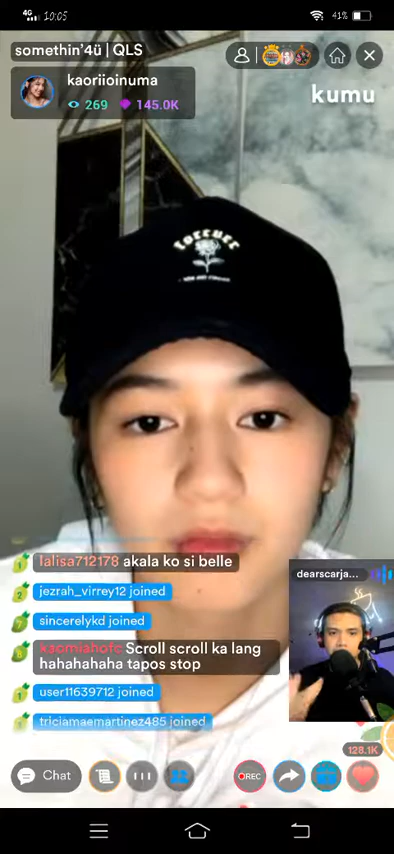 4G 10:05 41%
somethin'4ü | QLS
kaoriioinuma
269 145.0K
kumu
forever
lalisa712178 akala ko si belle
jezrah_virrey12 joined
dearscarja...
sincerelykd joined
Scroll scroll ka lang
hahahahaha tapos stop
user11639712 joined
triciamaemartinez485 joined
128.1K
Chat
REC